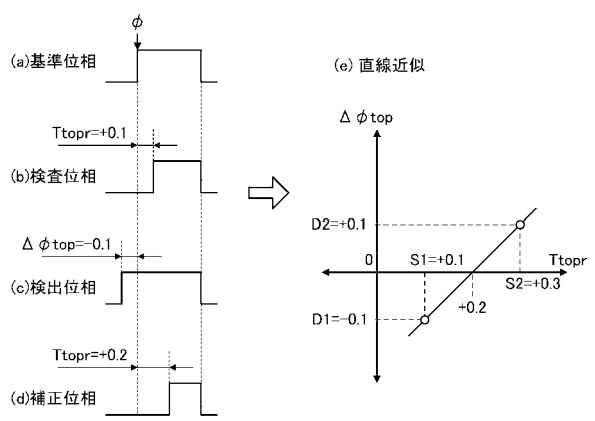 φ
(a)基準位相
Ttopr=+0.1
(b)検査位相
Δφtop=−0.1
(c)検出位相
Ttopr=+0.2
(d)補正位相
(e) 直線近似
Δφtop
D2=+0.1
0
S1=+0.1
Ttopr
S2=+0.3
+0.2
D1=−0.1